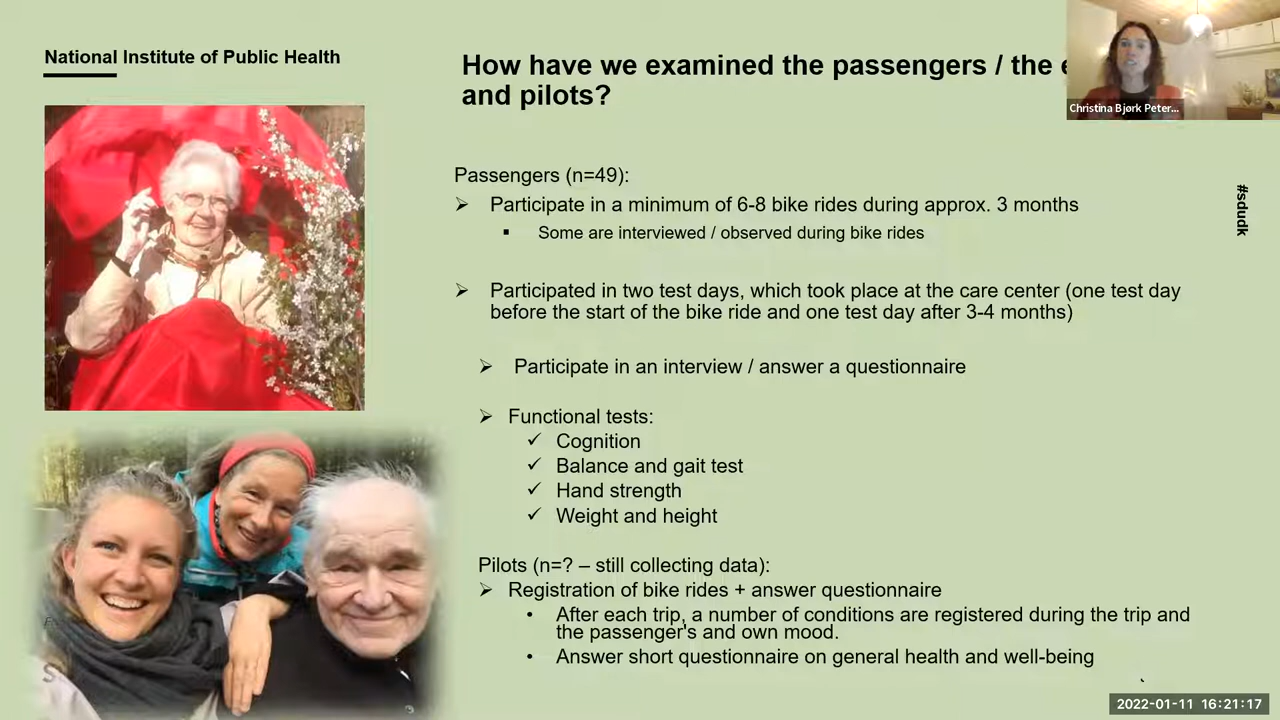 National Institute of Public Health
How have we examined the passengers / the
and pilots?
Christina Bjørk Peter...
#sdudk
Passengers (n=49):
Participate in a minimum of 6-8 bike rides during approx. 3 months
Some are interviewed / observed during bike rides
Participated in two test days, which took place at the care center (one test day
before the start of the bike ride and one test day after 3-4 months)
Participate in an interview / answer a questionnaire
Functional tests:
Cognition
Balance and gait test
Hand strength
Weight and height
Pilots (n=? – still collecting data):
Registration of bike rides + answer questionnaire
After each trip, a number of conditions are registered during the trip and
the passenger's and own mood.
Answer short questionnaire on general health and well-being
2022-01-11 16:21:17